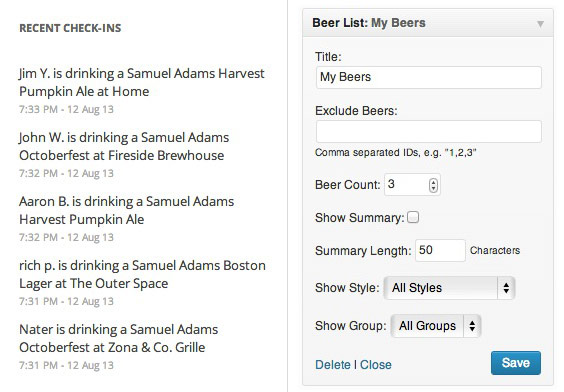 RECENT CHECK-INS
Jim Y. is drinking a Samuel Adams Harvest
Pumpkin Ale at Home
7:33 PM - 12 Aug 13
John W. is drinking a Samuel Adams
Octoberfest at Fireside Brewhouse
7:32 PM - 12 Aug 13
Aaron B. is drinking a Samuel Adams
Harvest Pumpkin Ale
7:32 PM - 12 Aug 13
rich p. is drinking a Samuel Adams Boston
Lager at The Outer Space
7:31 PM - 12 Aug 13
Nater is drinking a Samuel Adams
Octoberfest at Zona & Co. Grille
7:31 PM - 12 Aug 13
Beer List: My Beers
Title:
My Beers
Exclude Beers:
Comma separated IDs, e.g. "1,2,3"
Beer Count: 3
Show Summary:
Summary Length: 50 Characters
Show Style: All Styles
Show Group: All Groups
Delete | Close Save